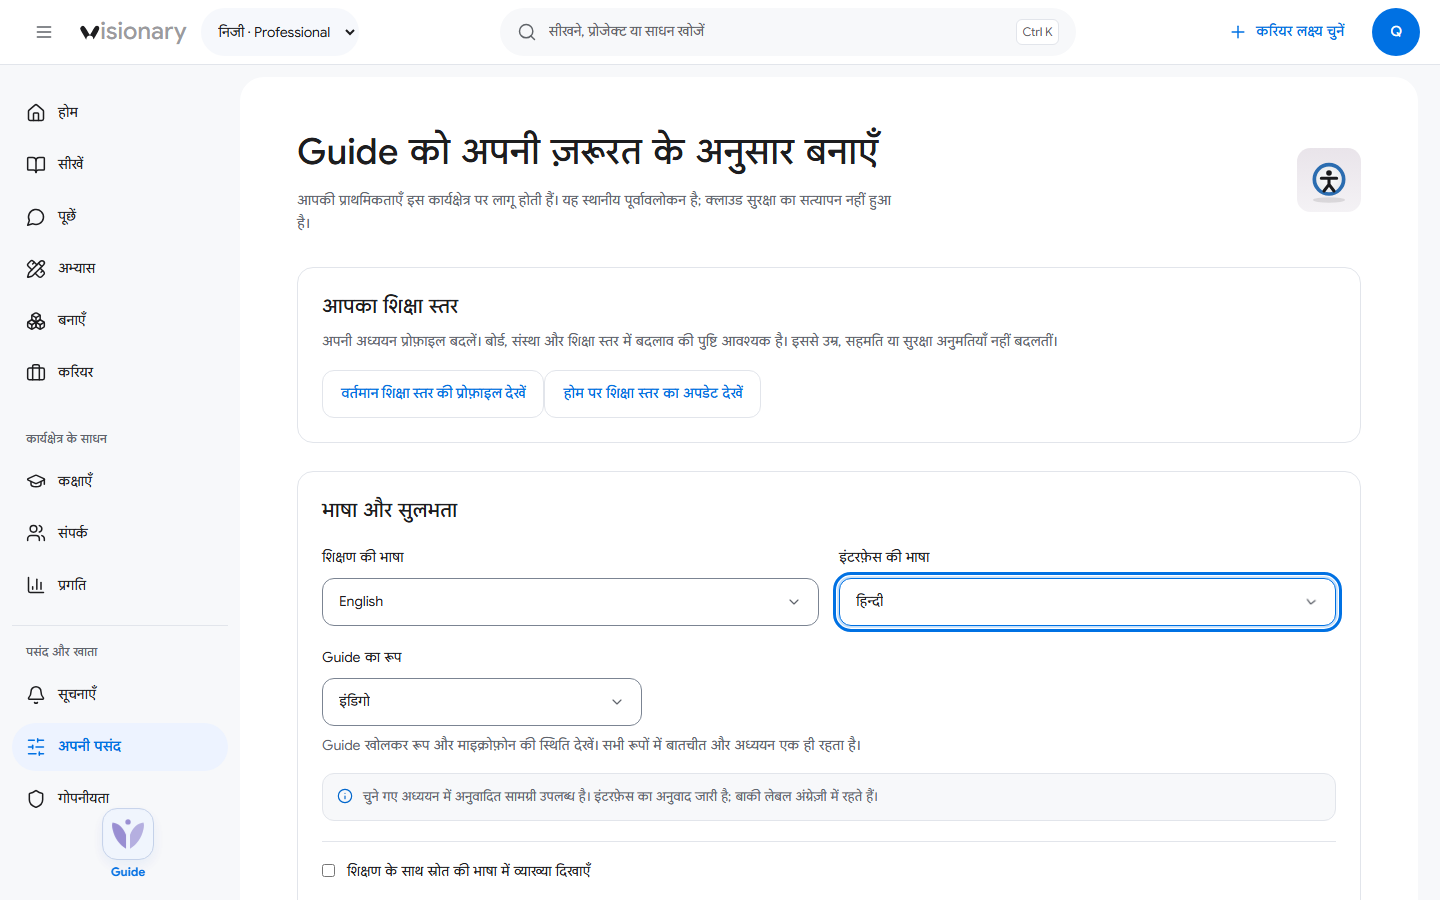 visionary
निजी · Professional
सीखने, प्रोजेक्ट या साधन खोजें
Ctrl K
करियर लक्ष्य चुनें
Q
होम
सीखें
पूछें
अभ्यास
बनाएँ
करियर
कार्यक्षेत्र के साधन
कक्षाएँ
संपर्क
प्रगति
पसंद और खाता
सूचनाएँ
अपनी पसंद
गोपनीयता
Guide
Guide को अपनी ज़रूरत के अनुसार बनाएँ
आपकी प्राथमिकताएँ इस कार्यक्षेत्र पर लागू होती हैं। यह स्थानीय पूर्वावलोकन है; क्लाउड सुरक्षा का सत्यापन नहीं हुआ
है।
आपका शिक्षा स्तर
अपनी अध्ययन प्रोफ़ाइल बदलें। बोर्ड, संस्था और शिक्षा स्तर में बदलाव की पुष्टि आवश्यक है। इससे उम्र, सहमति या सुरक्षा अनुमतियाँ नहीं बदलतीं।
वर्तमान शिक्षा स्तर की प्रोफ़ाइल देखें
होम पर शिक्षा स्तर का अपडेट देखें
भाषा और सुलभता
शिक्षण की भाषा
इंटरफ़ेस की भाषा
English
हिन्दी
Guide का रूप
इंडिगो
Guide खोलकर रूप और माइक्रोफ़ोन की स्थिति देखें। सभी रूपों में बातचीत और अध्ययन एक ही रहता है।
चुने गए अध्ययन में अनुवादित सामग्री उपलब्ध है। इंटरफ़ेस का अनुवाद जारी है; बाकी लेबल अंग्रेज़ी में रहते हैं।
शिक्षण के साथ स्रोत की भाषा में व्याख्या दिखाएँ